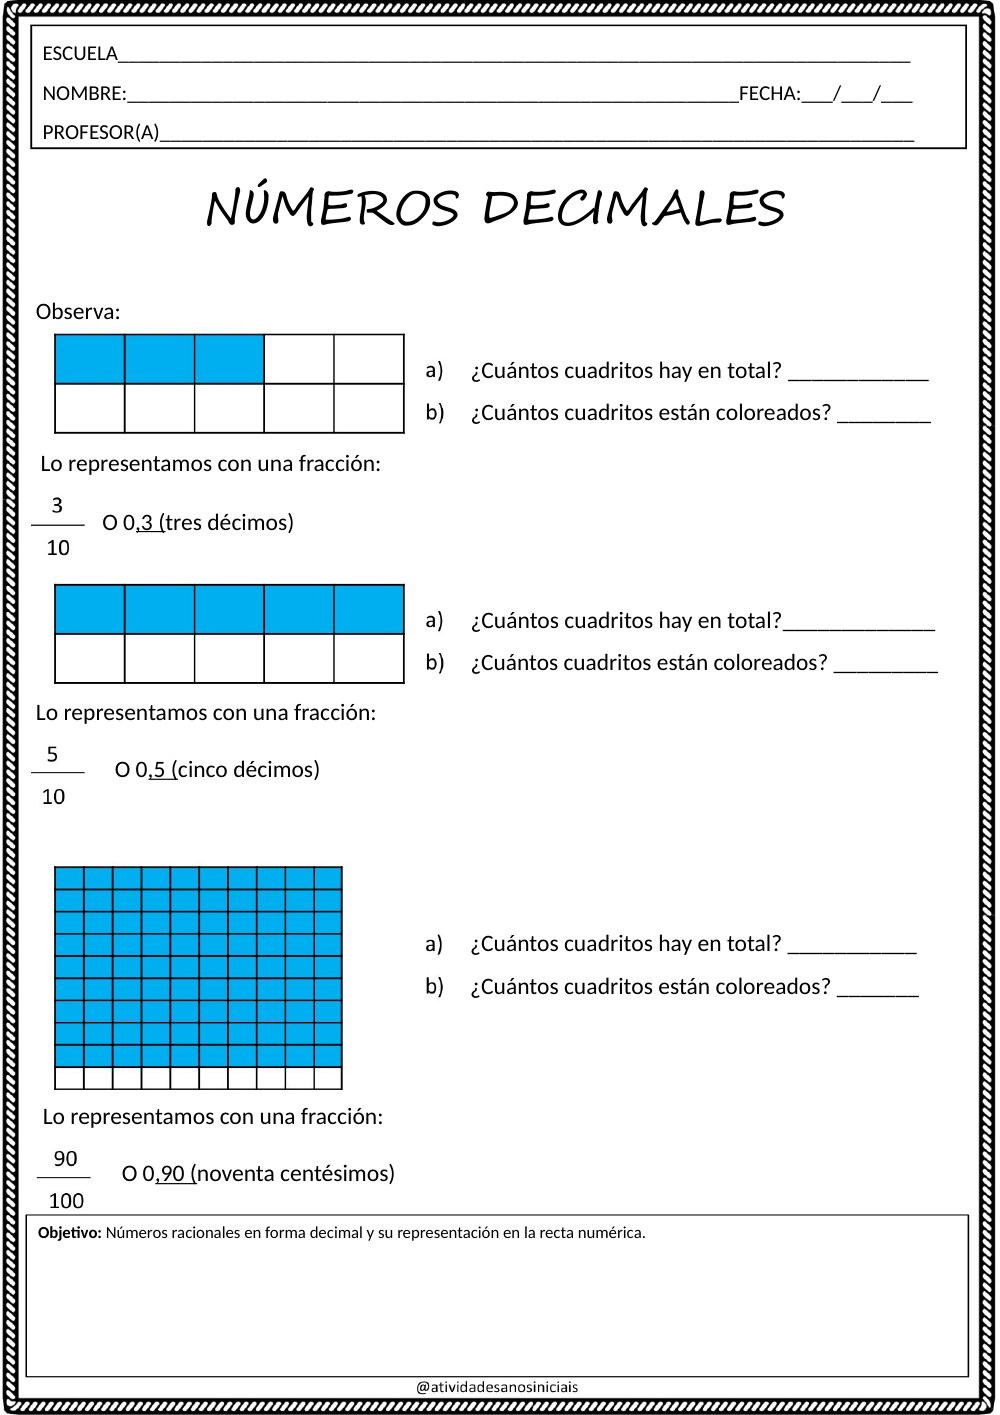 ESCUELA___________________________________________________________________________
NOMBRE:__________________________________________________________FECHA:___/___/___
PROFESOR(A)_______________________________________________________________________
NÚMEROS DECIMALES
Observa:
a) ¿Cuántos cuadritos hay en total? ____________
b) ¿Cuántos cuadritos están coloreados? ________
Lo representamos con una fracción:
3
O 0,3 (tres décimos)
10
a) ¿Cuántos cuadritos hay en total?_____________
b) ¿Cuántos cuadritos están coloreados? _________
Lo representamos con una fracción:
5
O 0,5 (cinco décimos)
10
a) ¿Cuántos cuadritos hay en total? ___________
b) ¿Cuántos cuadritos están coloreados? _______
Lo representamos con una fracción:
90
O 0,90 (noventa centésimos)
100
Objetivo: Números racionales en forma decimal y su representación en la recta numérica.
@atividadesanosiniciais